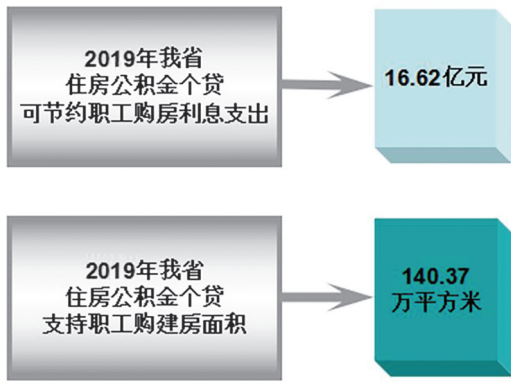 2019年我省
住房公积金个贷
可节约职工购房利息支出
16.62亿元
2019年我省
住房公积金个贷
支持职工购建房面积
140.37
万平方米